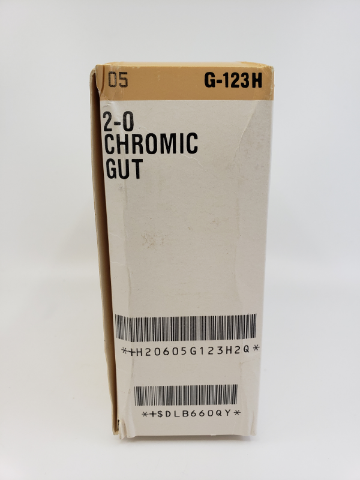 /05 G-123H
2-0
CHROMIC
GUT
*+H20605G123H2Q*
*+$DLB660QY*